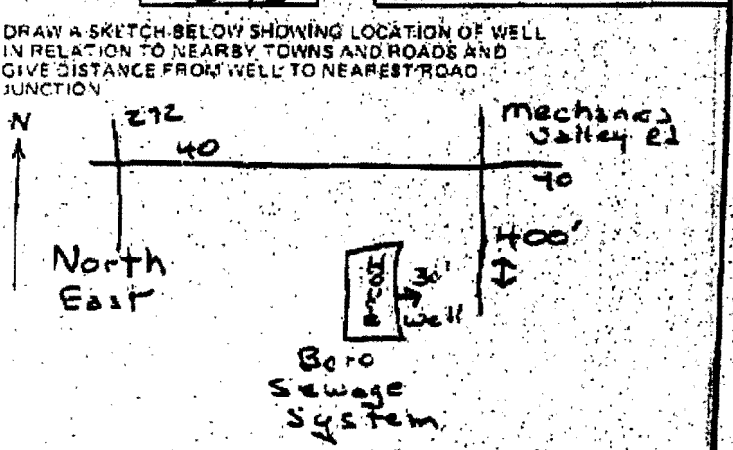 DRAW A SKETCH BELOW SHOWING LOCATION OF WELL
IN RELATION TO NEARBY TOWNS AND ROADS AND
GIVE DISTANCE FROM WELL TO NEAREST ROAD
JUNCTION
N
272
40
Mechanics
Valley Rd
40
400'
North
East
House
30'
well
Boro
Sewage
System